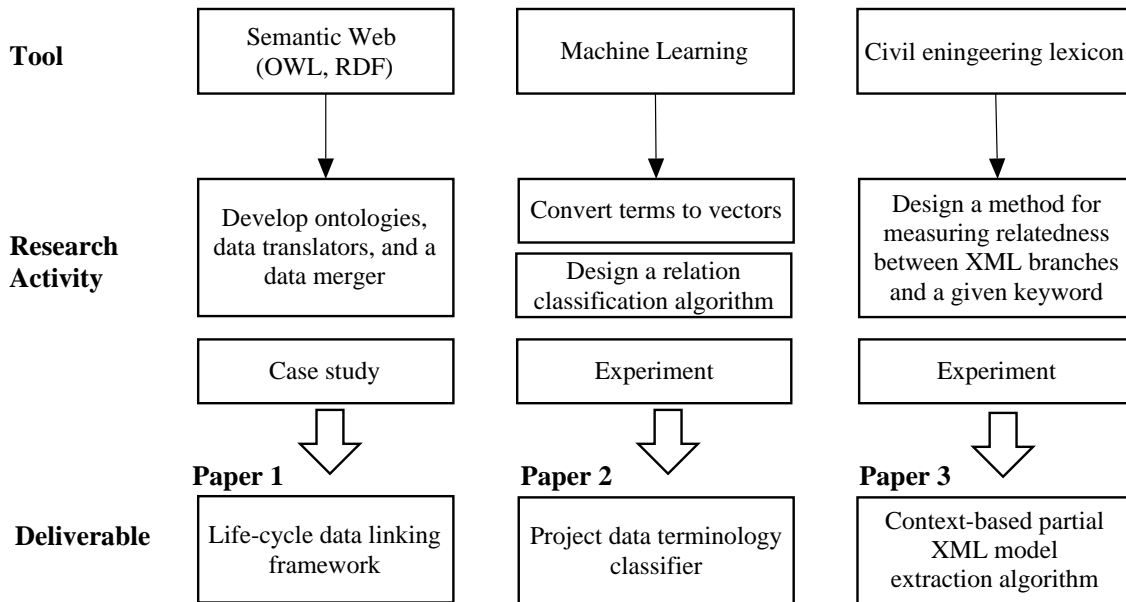 Tool
Semantic Web
(OWL, RDF)
Machine Learning
Civil eningeering lexicon
Research
Activity
Develop ontologies,
data translators, and a
data merger
Convert terms to vectors
Design a relation
classification algorithm
Design a method for
measuring relatedness
between XML branches
and a given keyword
Case study
Experiment
Experiment
Paper 1
Paper 2
Paper 3
Deliverable
Life-cycle data linking
framework
Project data terminology
classifier
Context-based partial
XML model
extraction algorithm